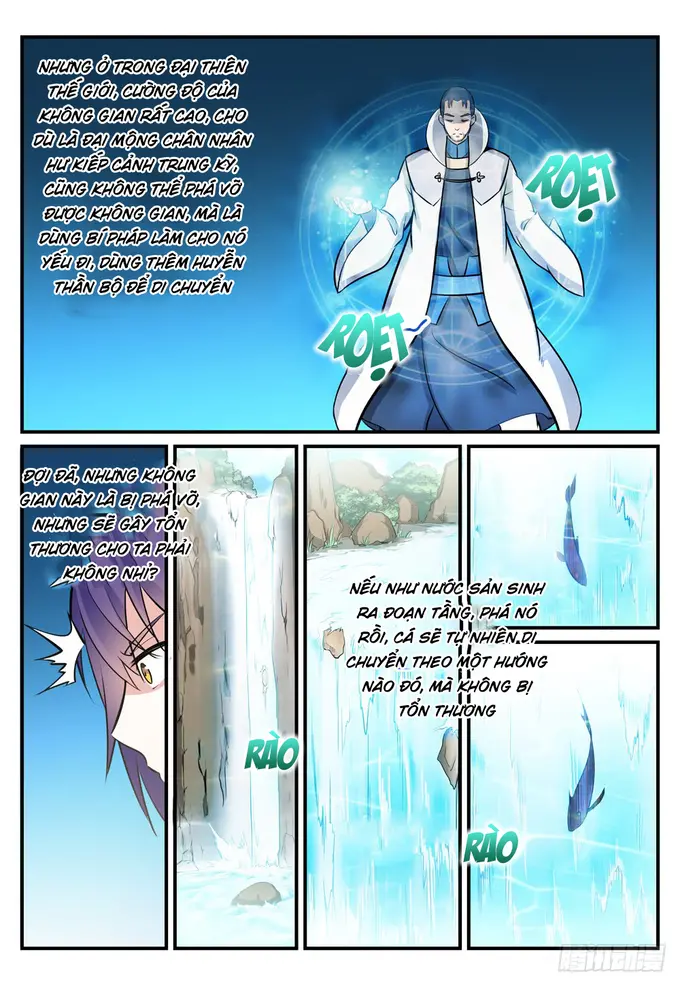 NHƯNG Ở TRONG ĐẠI THIÊN
THẾ GIỚI, CƯỜNG ĐỘ CỦA
KHÔNG GIAN RẤT CAO, CHO
DÙ LÀ ĐẠI MỘNG CHÂN NHÂN
HƯ KIẾP CẢNH TRUNG KỲ,
CŨNG KHÔNG THỂ PHÁ VỠ
ĐƯỢC KHÔNG GIAN, MÀ LÀ
DÙNG BÍ PHÁP LÀM CHO NÓ
YẾU ĐI, DÙNG THÊM HUYỄN
THẦN BỘ ĐỂ DI CHUYỂN
ROẸT
ROẸT
ĐỢI ĐÃ, NHƯNG KHÔNG
GIAN NÀY LÀ BỊ PHÁ VỠ,
NHƯNG SẼ GÂY TỔN
THƯƠNG CHO TA PHẢI
KHÔNG NHỈ?
NẾU NHƯ NƯỚC SẢN SINH
RA ĐOẠN TẦNG, PHÁ NÓ
RỒI, CÁ SẼ TỰ NHIÊN DI
CHUYỂN THEO MỘT HƯỚNG
NÀO ĐÓ, MÀ KHÔNG BỊ
TỔN THƯƠNG
RÀO
RÀO
腾讯动漫